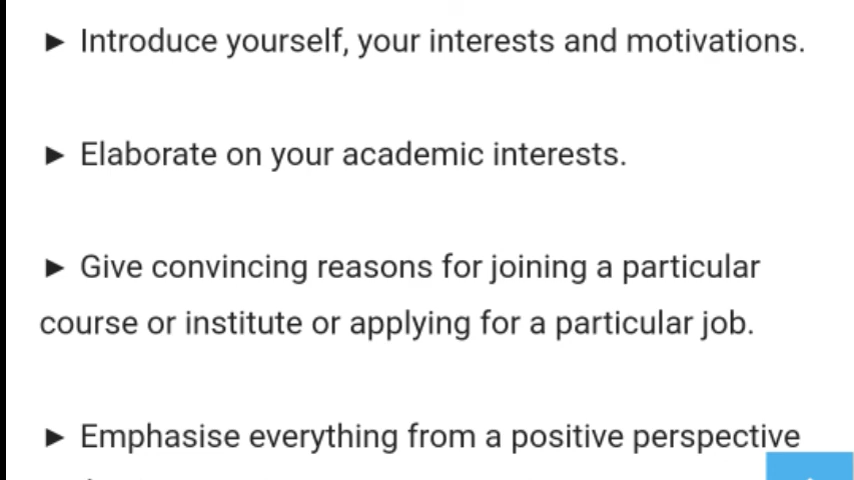 ► Introduce yourself, your interests and motivations.
► Elaborate on your academic interests.
► Give convincing reasons for joining a particular
course or institute or applying for a particular job.
► Emphasise everything from a positive perspective